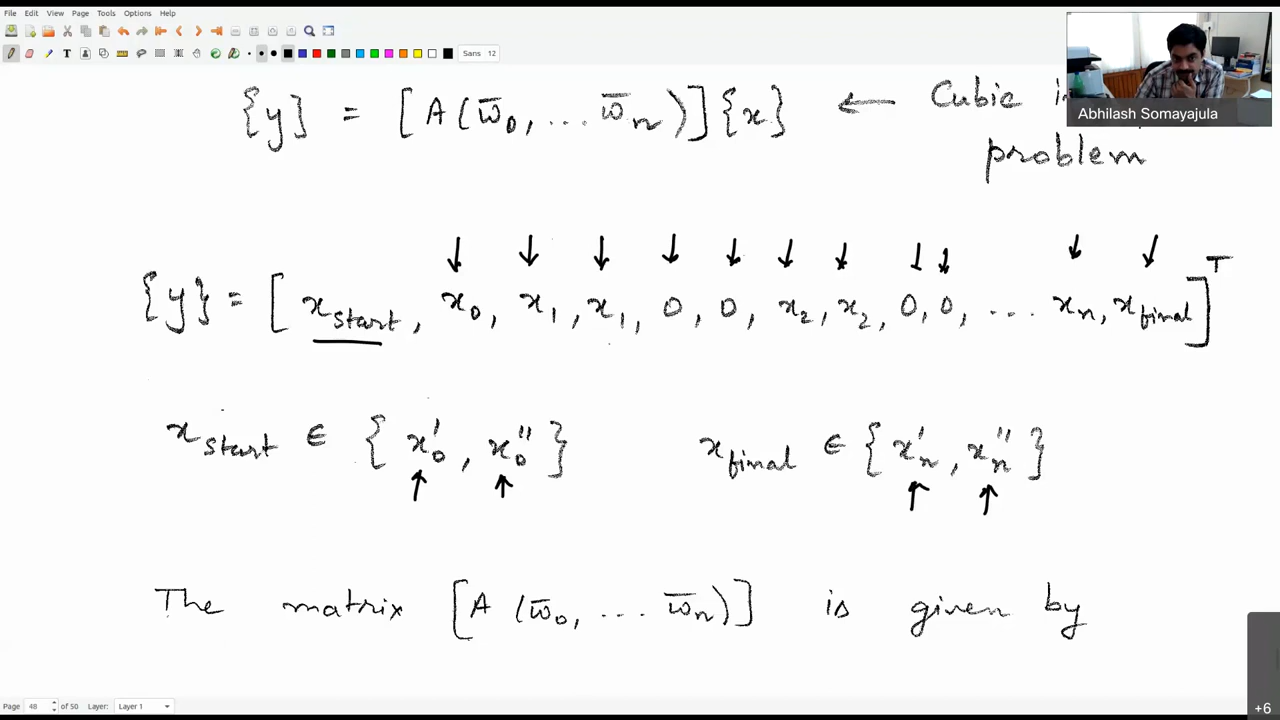 File Edit View Page Tools Options Help
Sans 12
{y} = [A(w̅₀, ... w̅ₙ)]{x} ← Cubic
problem
Abhilash Somayajula
{y} = [x_start, x₀, x₁, x₁, 0, 0, x₂, x₂, 0, 0, ... xₙ, x_final]ᵀ
x_start ∈ {x₀′, x₀″} x_final ∈ {xₙ′, xₙ″}
The matrix [A(w̅₀, ... w̅ₙ)] is given by
Page 48 of 50 Layer: Layer 1
+6